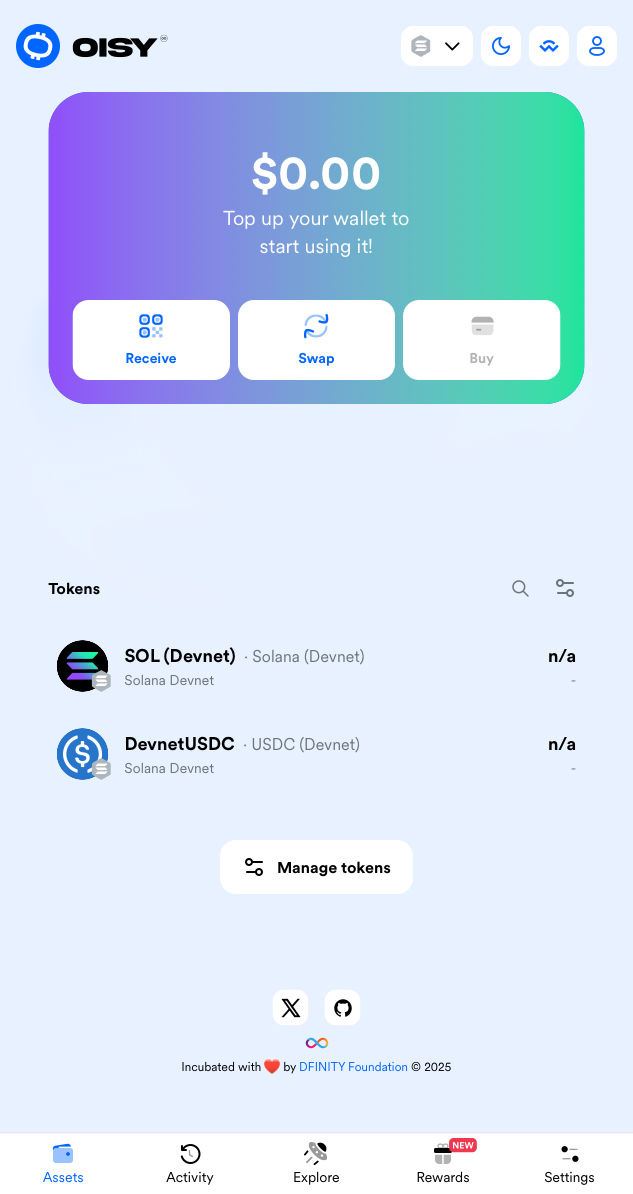 OISY
$0.00
Top up your wallet to
start using it!
Receive
Swap
Buy
Tokens
SOL (Devnet) · Solana (Devnet)
n/a
Solana Devnet
-
DevnetUSDC · USDC (Devnet)
n/a
Solana Devnet
-
Manage tokens
Incubated with ❤️ by DFINITY Foundation © 2025
NEW
Assets
Activity
Explore
Rewards
Settings